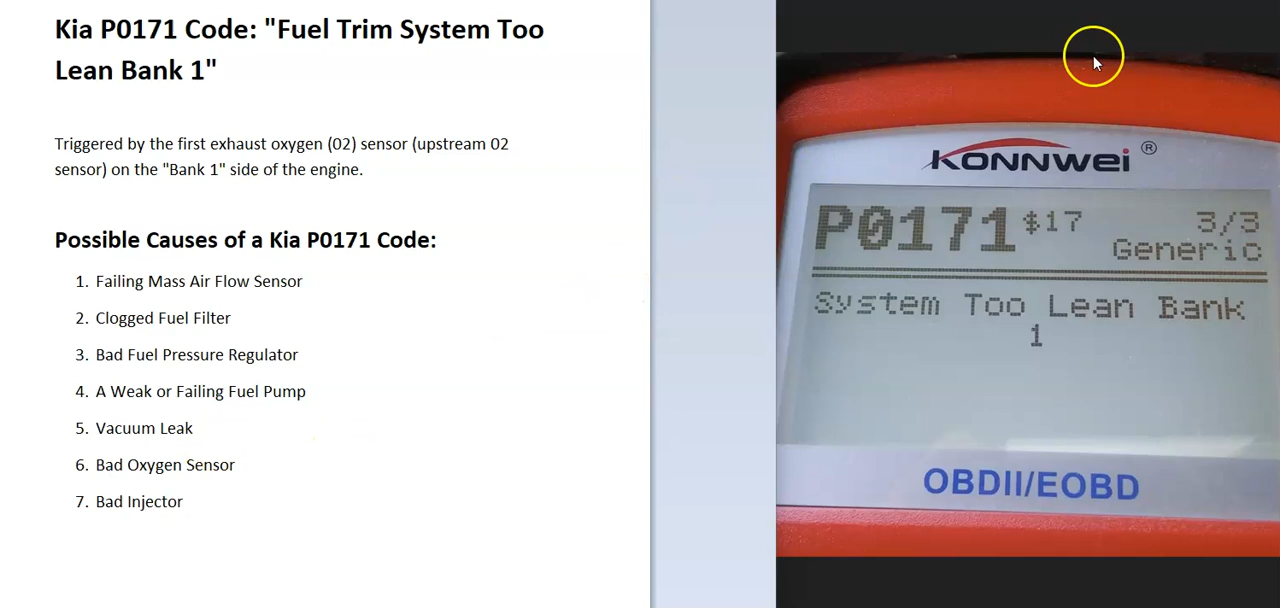 Kia P0171 Code: "Fuel Trim System Too
Lean Bank 1"
Triggered by the first exhaust oxygen (02) sensor (upstream 02
sensor) on the "Bank 1" side of the engine.
Possible Causes of a Kia P0171 Code:
1. Failing Mass Air Flow Sensor
2. Clogged Fuel Filter
3. Bad Fuel Pressure Regulator
4. A Weak or Failing Fuel Pump
5. Vacuum Leak
6. Bad Oxygen Sensor
7. Bad Injector
KONNWEI ®
P0171 $17 3/3
Generic
System Too Lean Bank
1
OBDII/EOBD